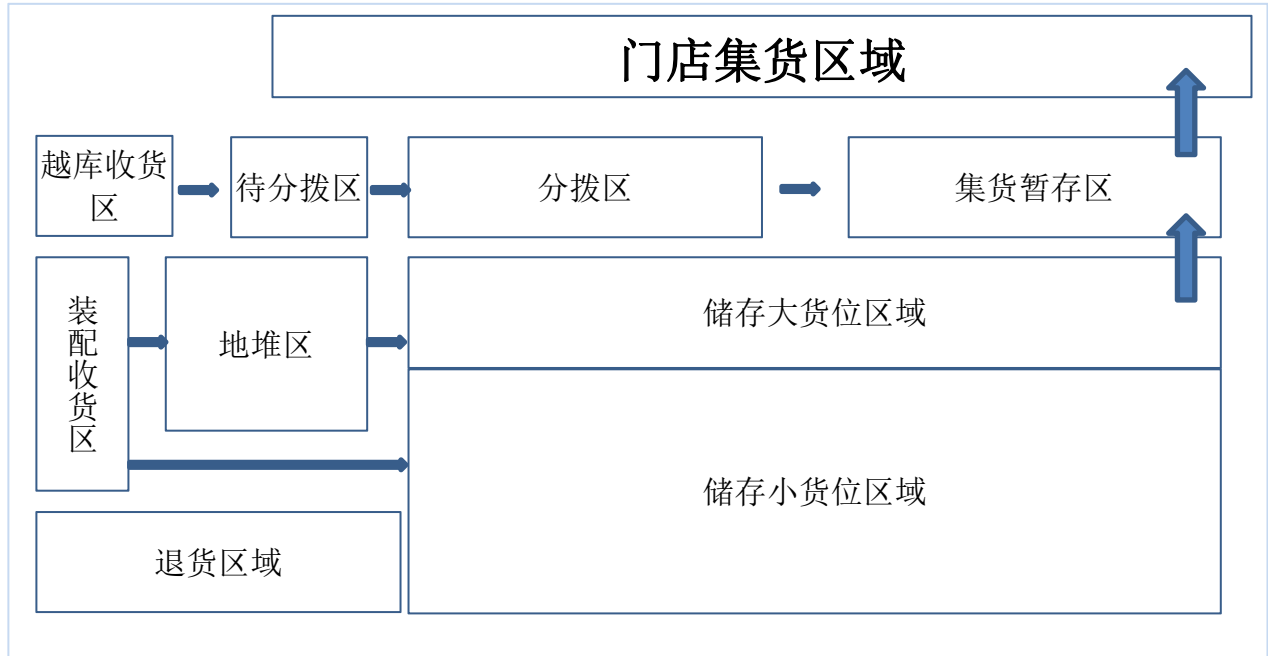 门店集货区域
越库收货
区
待分拨区
分拨区
集货暂存区
装
配
收
货
区
地堆区
储存大货位区域
储存小货位区域
退货区域